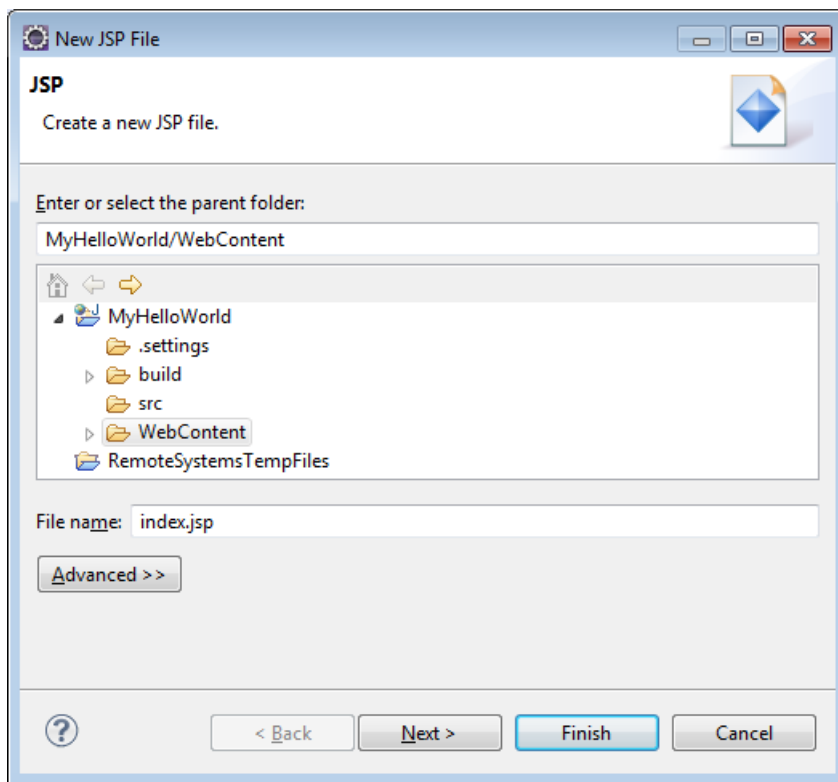 New JSP File
JSP
Create a new JSP file.
Enter or select the parent folder:
MyHelloWorld/WebContent
MyHelloWorld
.settings
build
src
WebContent
RemoteSystemsTempFiles
File name: index.jsp
Advanced >>
< Back Next > Finish Cancel